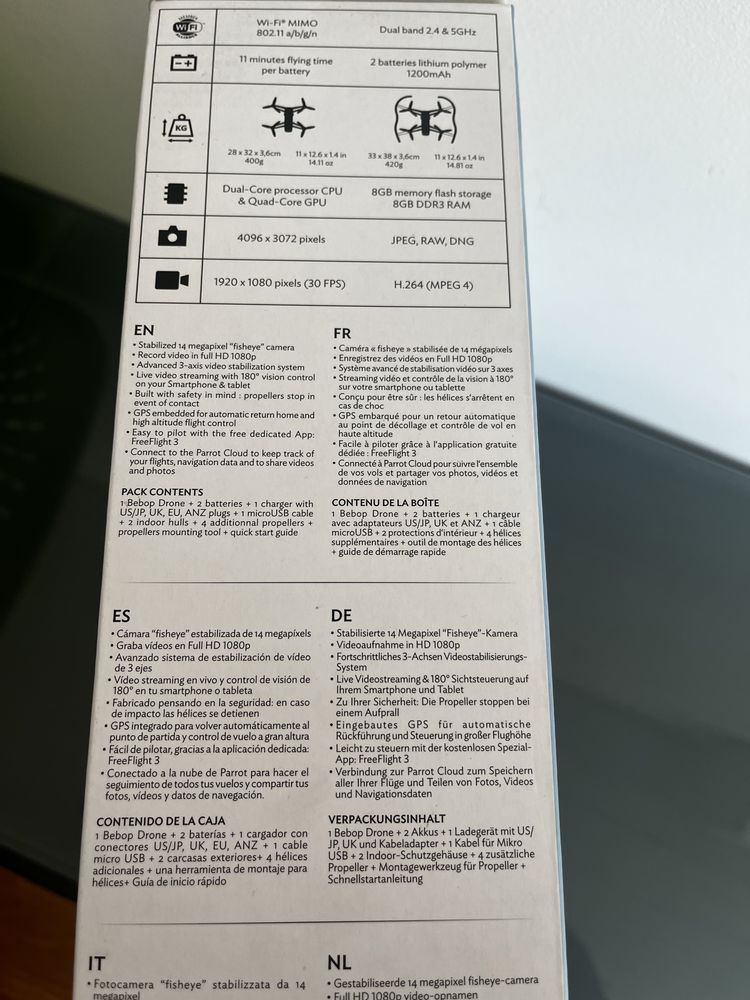 WiFi
Wi-Fi® MIMO
802.11 a/b/g/n
Dual band 2.4 & 5GHz
11 minutes flying time
per battery
2 batteries lithium polymer
1200mAh
KG
28 x 32 x 3,6cm
400g
11 x 12.6 x 1.4 in
14.11 oz
33 x 38 x 3,6cm
420g
11 x 12.6 x 1.4 in
14.81 oz
Dual-Core processor CPU
& Quad-Core GPU
8GB memory flash storage
8GB DDR3 RAM
4096 x 3072 pixels
JPEG, RAW, DNG
1920 x 1080 pixels (30 FPS)
H.264 (MPEG 4)
EN
• Stabilized 14 megapixel "fisheye" camera
• Record video in full HD 1080p
• Advanced 3-axis video stabilization system
• Live video streaming with 180° vision control
on your Smartphone & tablet
• Built with safety in mind : propellers stop in
event of contact
• GPS embedded for automatic return home and
high altitude flight control
• Easy to pilot with the free dedicated App:
FreeFlight 3
• Connect to the Parrot Cloud to keep track of
your flights, navigation data and to share videos
and photos
PACK CONTENTS
1 Bebop Drone + 2 batteries + 1 charger with
US/JP, UK, EU, ANZ plugs + 1 microUSB cable
+ 2 indoor hulls + 4 additionnal propellers +
propellers mounting tool + quick start guide
FR
• Caméra « fisheye » stabilisée de 14 mégapixels
• Enregistrez des vidéos en Full HD 1080p
• Système avancé de stabilisation vidéo sur 3 axes
• Streaming vidéo et contrôle de la vision à 180°
sur votre smartphone ou tablette
• Conçu pour être sûr : les hélices s'arrêtent en
cas de choc
• GPS embarqué pour un retour automatique
au point de décollage et contrôle de vol en
haute altitude
• Facile à piloter grâce à l'application gratuite
dédiée : FreeFlight 3
• Connecté à Parrot Cloud pour suivre l'ensemble
de vos vols et partager vos photos, vidéos et
données de navigation
CONTENU DE LA BOÎTE
1 Bebop Drone + 2 batteries + 1 chargeur
avec adaptateurs US/JP, UK et ANZ + 1 câble
microUSB + 2 protections d'intérieur + 4 hélices
supplémentaires + outil de montage des hélices
+ guide de démarrage rapide
ES
• Cámara "fisheye" estabilizada de 14 megapíxels
• Graba vídeos en Full HD 1080p
• Avanzado sistema de estabilización de vídeo
de 3 ejes
• Vídeo streaming en vivo y control de visión de
180° en tu smartphone o tableta
• Fabricado pensando en la seguridad: en caso
de impacto las hélices se detienen
• GPS integrado para volver automáticamente al
punto de partida y control de vuelo a gran altura
• Fácil de pilotar, gracias a la aplicación dedicada:
FreeFlight 3
• Conectado a la nube de Parrot para hacer el
seguimiento de todos tus vuelos y compartir tus
fotos, vídeos y datos de navegación.
CONTENIDO DE LA CAJA
1 Bebop Drone + 2 baterías + 1 cargador con
conectores US/JP, UK, EU, ANZ + 1 cable
micro USB + 2 carcasas exteriores+ 4 hélices
adicionales + una herramienta de montaje para
hélices+ Guía de inicio rápido
DE
• Stabilisierte 14 Megapixel "Fisheye"-Kamera
• Videoaufnahme in HD 1080p
• Fortschrittliches 3-Achsen Videostabilisierungs-
System
• Live Videostreaming & 180° Sichtsteuerung auf
Ihrem Smartphone und Tablet
• Zu Ihrer Sicherheit: Die Propeller stoppen bei
einem Aufprall
• Eingebautes GPS für automatische
Rückführung und Steuerung in großer Flughöhe
• Leicht zu steuern mit der kostenlosen Spezial-
App: FreeFlight 3
• Verbindung zur Parrot Cloud zum Speichern
aller Ihrer Flüge und Teilen von Fotos, Videos
und Navigationsdaten
VERPACKUNGSINHALT
1 Bebop Drone + 2 Akkus + 1 Ladegerät mit US/
JP, UK und Kabeladapter + 1 Kabel für Mikro
USB + 2 Indoor-Schutzgehäuse + 4 zusätzliche
Propeller + Montagewerkzeug für Propeller +
Schnellstartanleitung
IT
• Fotocamera "fisheye" stabilizzata da 14
megapixel
NL
• Gestabiliseerde 14 megapixel fisheye-camera
• Full HD 1080p video-opnamen